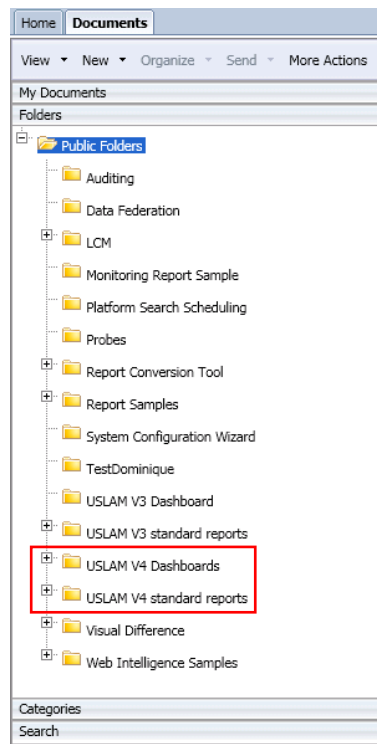 Home Documents
View New Organize Send More Actions
My Documents
Folders
Public Folders
Auditing
Data Federation
LCM
Monitoring Report Sample
Platform Search Scheduling
Probes
Report Conversion Tool
Report Samples
System Configuration Wizard
TestDominique
USLAM V3 Dashboard
USLAM V3 standard reports
USLAM V4 Dashboards
USLAM V4 standard reports
Visual Difference
Web Intelligence Samples
Categories
Search